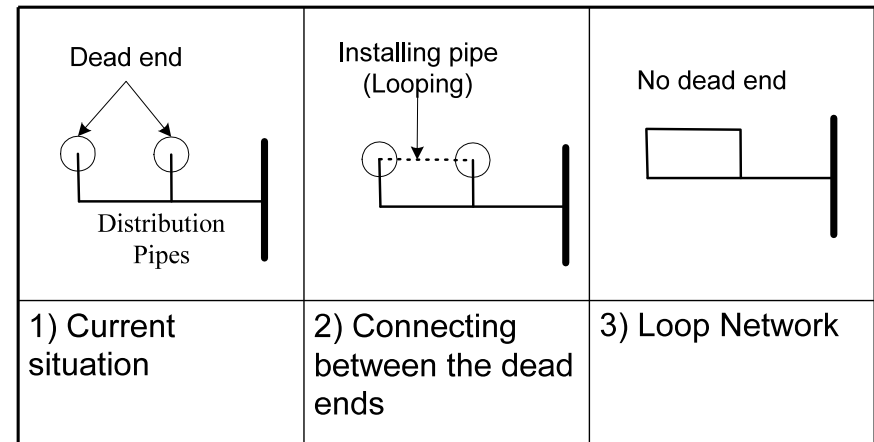 Dead end
Distribution
Pipes
Installing pipe
(Looping)
No dead end
1) Current
situation
2) Connecting
between the dead
ends
3) Loop Network